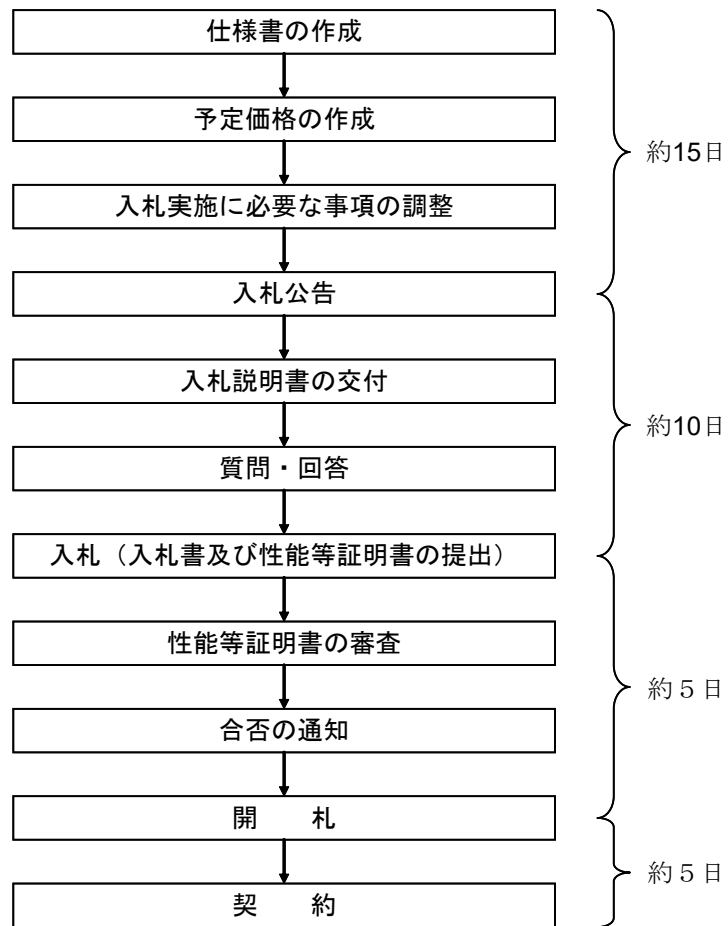 仕様書の作成
予定価格の作成
約15日
入札実施に必要な事項の調整
入札公告
入札説明書の交付
約10日
質問・回答
入札（入札書及び性能等証明書の提出）
性能等証明書の審査
約５日
合否の通知
開　　札
約５日
契　　約